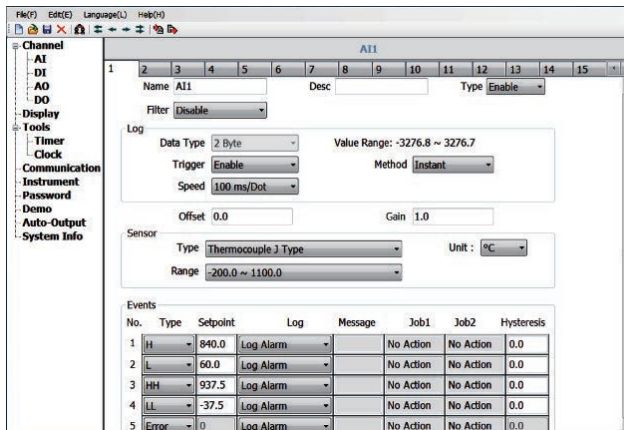 File(F) Edit(E) Language(L) Help(H)
Channel
AI
DI
AO
DO
Display
Tools
Timer
Clock
Communication
Instrument
Password
Demo
Auto-Output
System Info
AI1
1 2 3 4 5 6 7 8 9 10 11 12 13 14 15
Name AI1 Desc Type Enable
Filter Disable
Log
Data Type 2 Byte Value Range: -3276.8 ~ 3276.7
Trigger Enable Method Instant
Speed 100 ms/Dot
Offset 0.0 Gain 1.0
Sensor
Type Thermocouple J Type Unit : ºC
Range -200.0 ~ 1100.0
Events
No. Type Setpoint Log Message Job1 Job2 Hysteresis
1 H 840.0 Log Alarm No Action No Action 0.0
2 L 60.0 Log Alarm No Action No Action 0.0
3 HH 937.5 Log Alarm No Action No Action 0.0
4 LL -37.5 Log Alarm No Action No Action 0.0
5 Error 0 Log Alarm No Action No Action 0.0